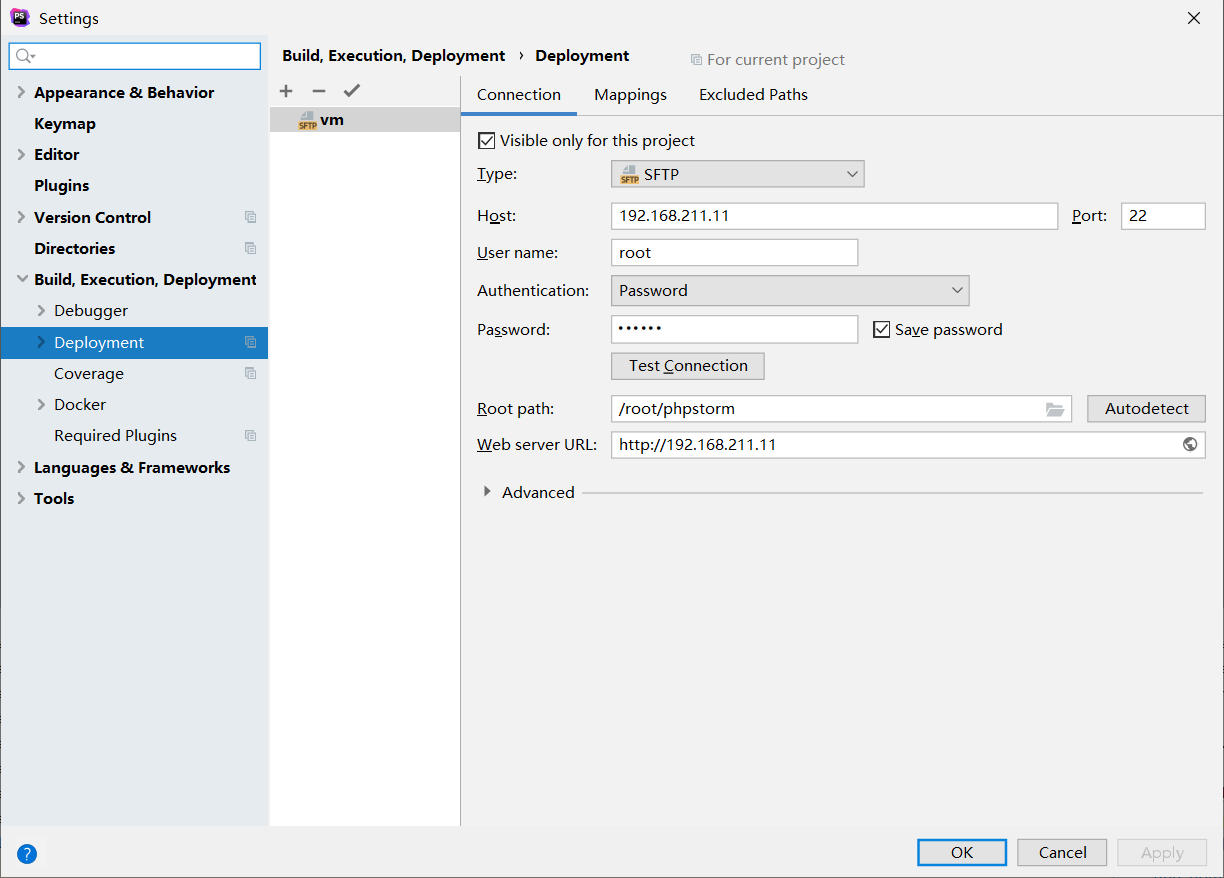 PS Settings
Build, Execution, Deployment › Deployment For current project
Appearance & Behavior
Keymap
Editor
Plugins
Version Control
Directories
Build, Execution, Deployment
Debugger
Deployment
Coverage
Docker
Required Plugins
Languages & Frameworks
Tools
SFTP vm
Connection Mappings Excluded Paths
Visible only for this project
Type: SFTP SFTP
Host: 192.168.211.11 Port: 22
User name: root
Authentication: Password
Password: •••••• Save password
Test Connection
Root path: /root/phpstorm Autodetect
Web server URL: http://192.168.211.11
Advanced
? OK Cancel Apply